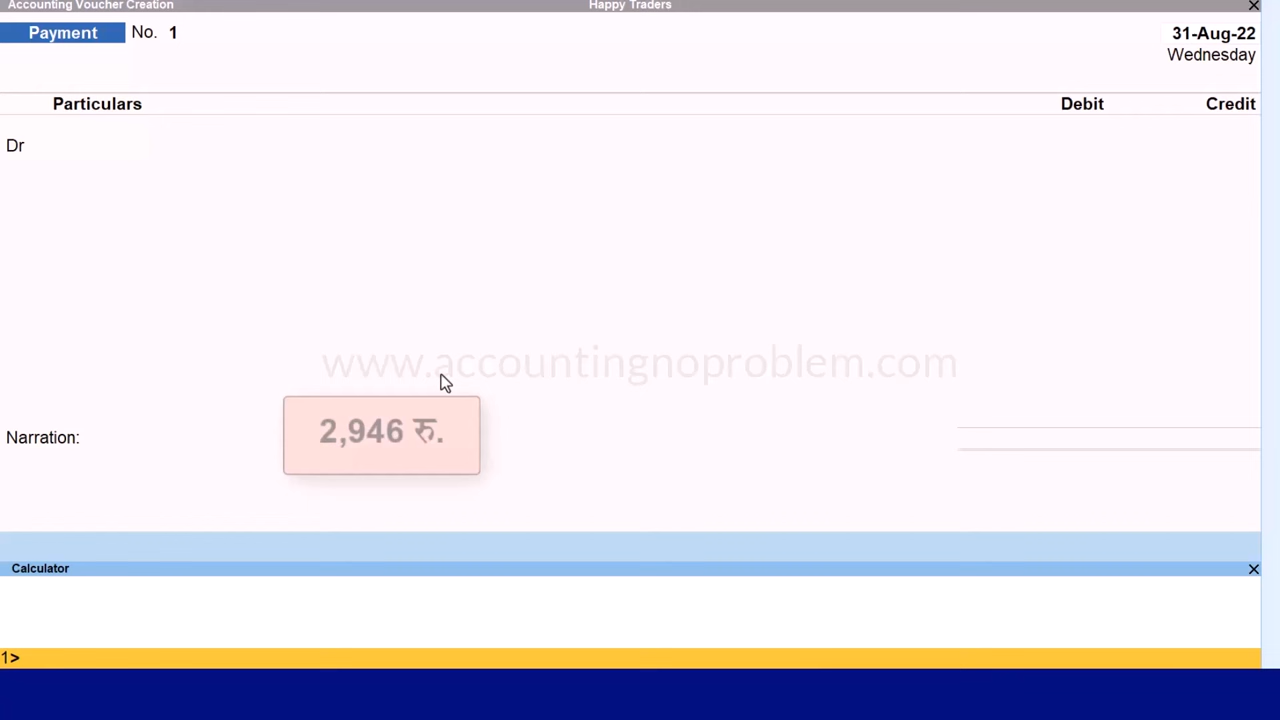 Accounting Voucher Creation Happy Traders ×
Payment No. 1 31-Aug-22
Wednesday
Particulars Debit Credit
Dr
www.accountingnoproblem.com
2,946 रु.
Narration:
Calculator ×
1>